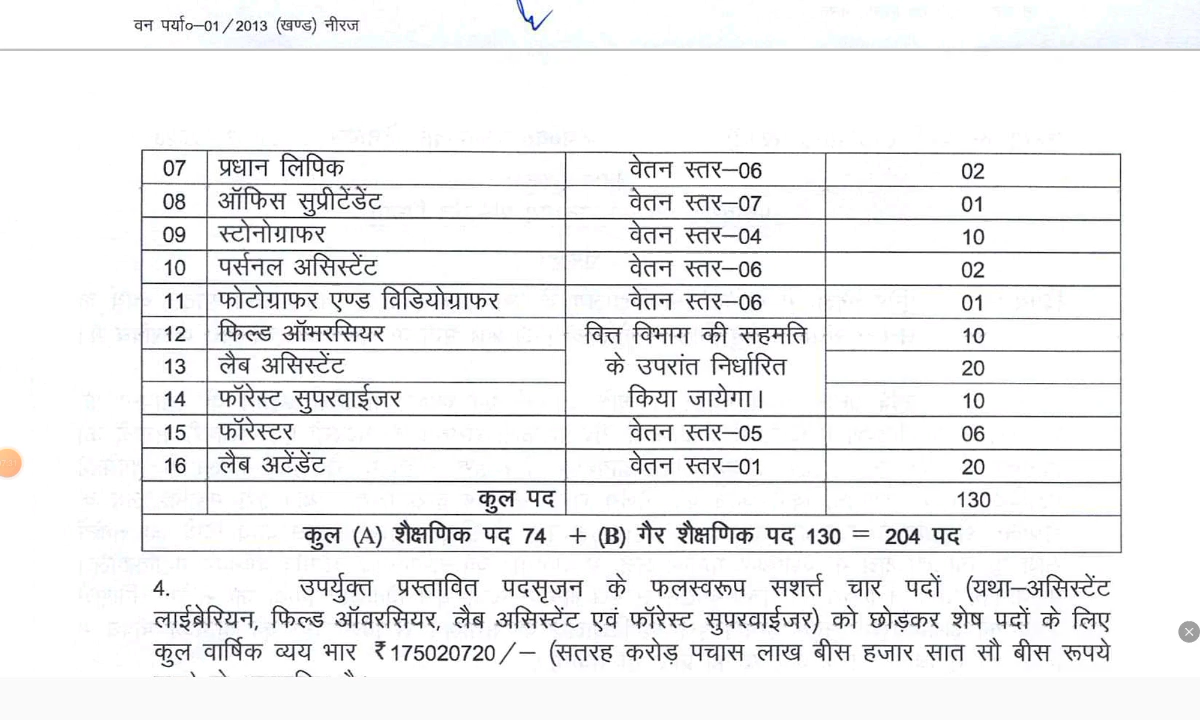 वन पर्या०–01/2013 (खण्ड) नीरज
07 प्रधान लिपिक वेतन स्तर–06 02
08 ऑफिस सुप्रीटेंडेंट वेतन स्तर–07 01
09 स्टोनोग्राफर वेतन स्तर–04 10
10 पर्सनल असिस्टेंट वेतन स्तर–06 02
11 फोटोग्राफर एण्ड विडियोग्राफर वेतन स्तर–06 01
12 फिल्ड ऑभरसियर वित्त विभाग की सहमति 10
13 लैब असिस्टेंट के उपरांत निर्धारित 20
14 फॉरेस्ट सुपरवाईजर किया जायेगा। 10
15 फॉरेस्टर वेतन स्तर–05 06
16 लैब अटेंडेंट वेतन स्तर–01 20
कुल पद 130
कुल (A) शैक्षणिक पद 74 + (B) गैर शैक्षणिक पद 130 = 204 पद
4. उपर्युक्त प्रस्तावित पदसृजन के फलस्वरूप सशर्त्त चार पदों (यथा–असिस्टेंट
लाईब्रेरियन, फिल्ड ऑवरसियर, लैब असिस्टेंट एवं फॉरेस्ट सुपरवाईजर) को छोड़कर शेष पदों के लिए
कुल वार्षिक व्यय भार ₹175020720/– (सतरह करोड़ पचास लाख बीस हजार सात सौ बीस रूपये